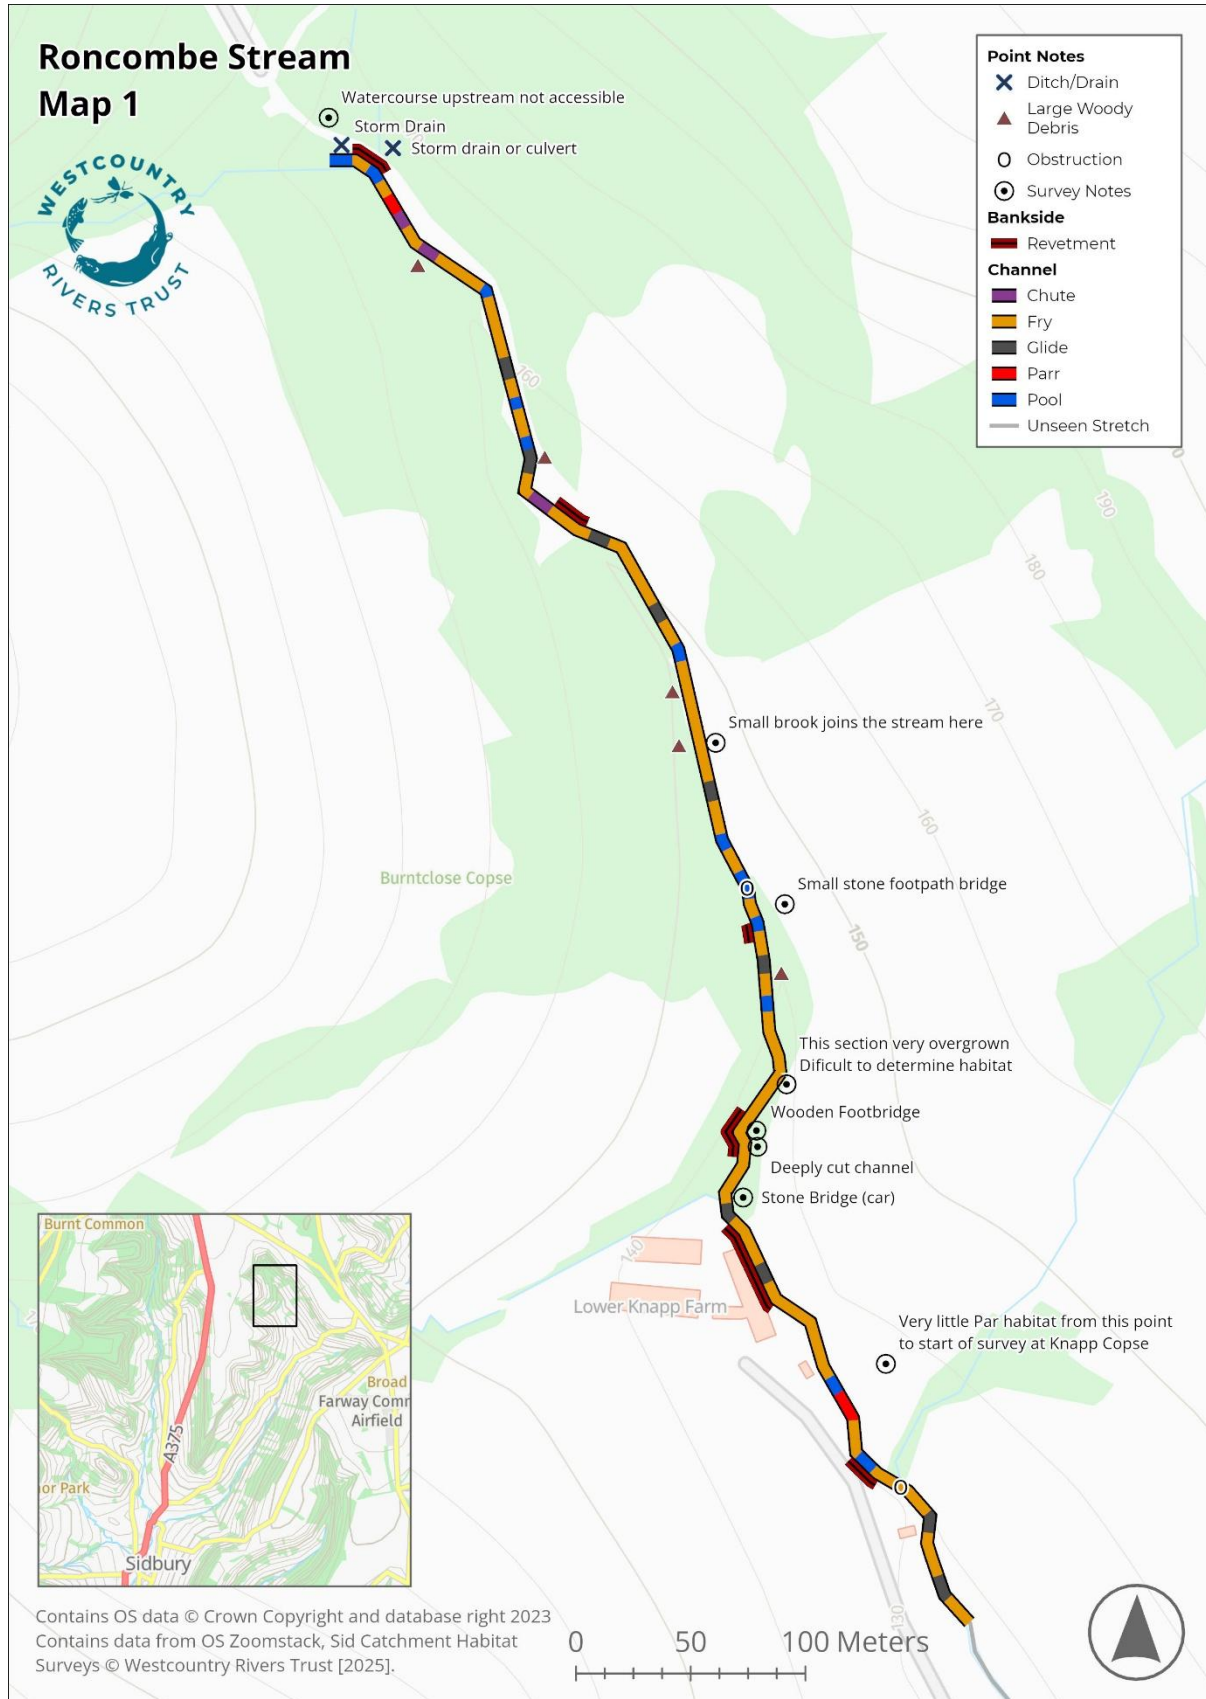 Roncombe Stream
Map 1
WESTCOUNTRY
RIVERS TRUST
Watercourse upstream not accessible
Storm Drain
Storm drain or culvert
Point Notes
Ditch/Drain
Large Woody
Debris
Obstruction
Survey Notes
Bankside
Revetment
Channel
Chute
Fry
Glide
Parr
Pool
Unseen Stretch
160
190
180
170
Small brook joins the stream here
160
Burntclose Copse
Small stone footpath bridge
150
This section very overgrown
Dificult to determine habitat
Wooden Footbridge
Deeply cut channel
Stone Bridge (car)
140
Lower Knapp Farm
Very little Par habitat from this point
to start of survey at Knapp Copse
130
Burnt Common
A375
Broad
Farway Comm
Airfield
or Park
Sidbury
Contains OS data © Crown Copyright and database right 2023
Contains data from OS Zoomstack, Sid Catchment Habitat
Surveys © Westcountry Rivers Trust [2025].
0 50 100 Meters